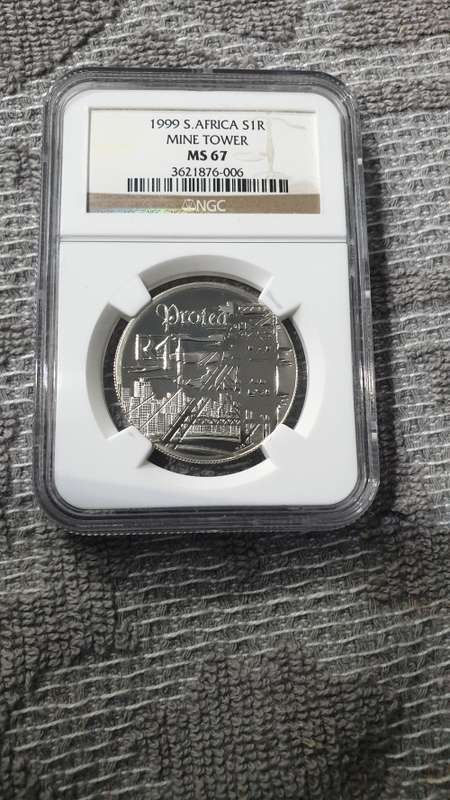 1999 S.AFRICA S1R
MINE TOWER
MS 67
3621876-006
NGC
Protea
R1